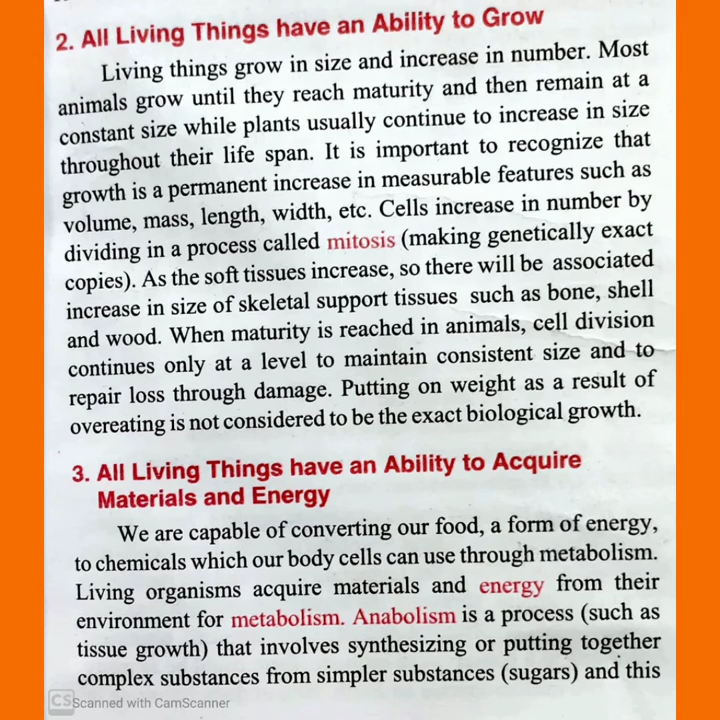 2. All Living Things have an Ability to Grow
Living things grow in size and increase in number. Most
animals grow until they reach maturity and then remain at a
constant size while plants usually continue to increase in size
throughout their life span. It is important to recognize that
growth is a permanent increase in measurable features such as
volume, mass, length, width, etc. Cells increase in number by
dividing in a process called mitosis (making genetically exact
copies). As the soft tissues increase, so there will be associated
increase in size of skeletal support tissues such as bone, shell
and wood. When maturity is reached in animals, cell division
continues only at a level to maintain consistent size and to
repair loss through damage. Putting on weight as a result of
overeating is not considered to be the exact biological growth.
3. All Living Things have an Ability to Acquire
Materials and Energy
We are capable of converting our food, a form of energy,
to chemicals which our body cells can use through metabolism.
Living organisms acquire materials and energy from their
environment for metabolism. Anabolism is a process (such as
tissue growth) that involves synthesizing or putting together
complex substances from simpler substances (sugars) and this
CS Scanned with CamScanner